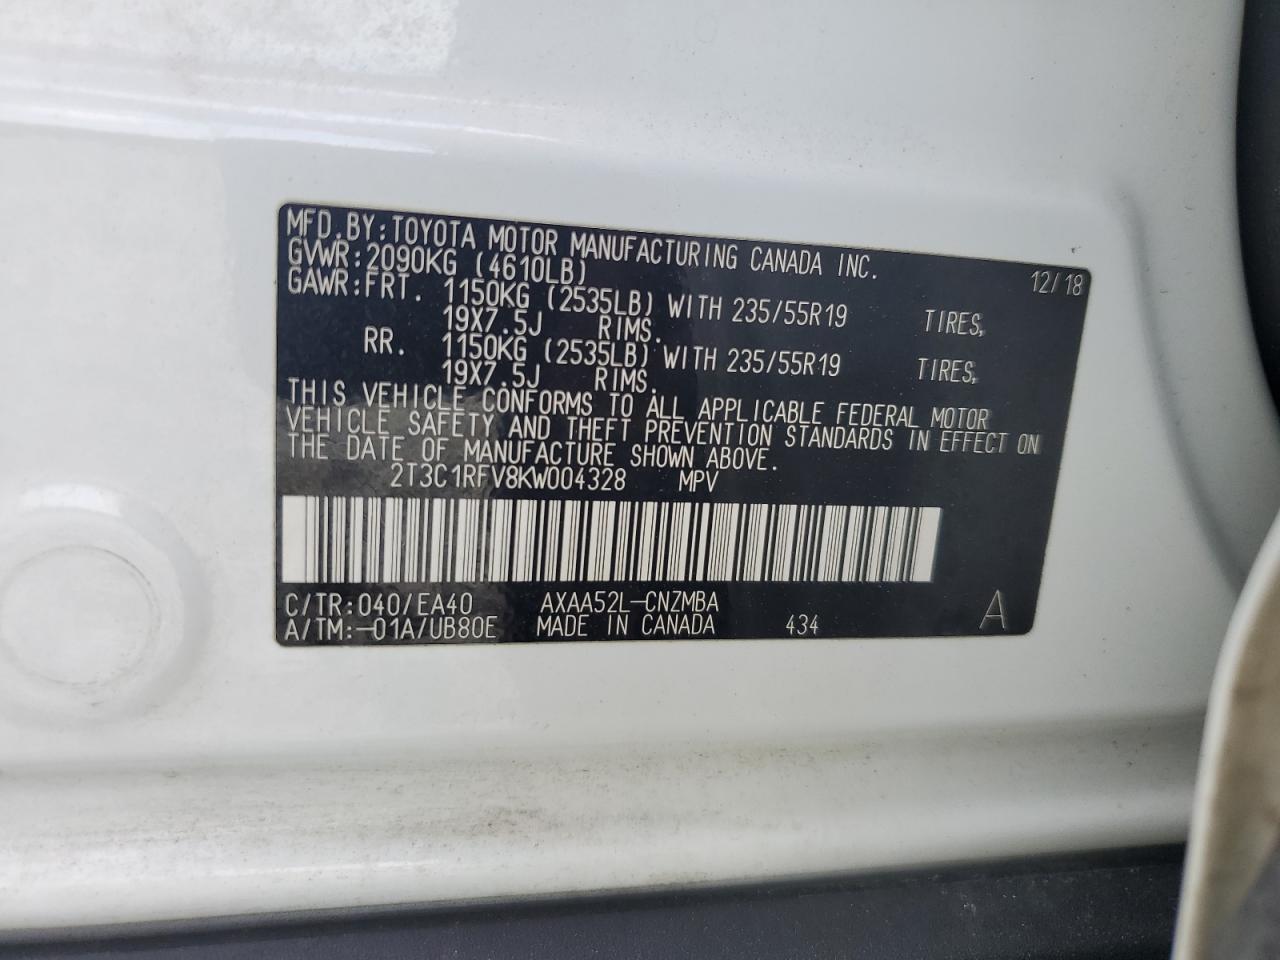 MFD.BY:TOYOTA MOTOR MANUFACTURING CANADA INC. 12/18
GVWR:2090KG (4610LB)
GAWR:FRT. 1150KG (2535LB) WITH 235/55R19 TIRES,
19X7.5J RIMS.
RR. 1150KG (2535LB) WITH 235/55R19 TIRES,
19X7.5J RIMS.
THIS VEHICLE CONFORMS TO ALL APPLICABLE FEDERAL MOTOR
VEHICLE SAFETY AND THEFT PREVENTION STANDARDS IN EFFECT ON
THE DATE OF MANUFACTURE SHOWN ABOVE.
2T3C1RFV8KW004328 MPV
C/TR:040/EA40 AXAA52L-CNZMBA
A/TM:-01A/UB80E MADE IN CANADA 434 A